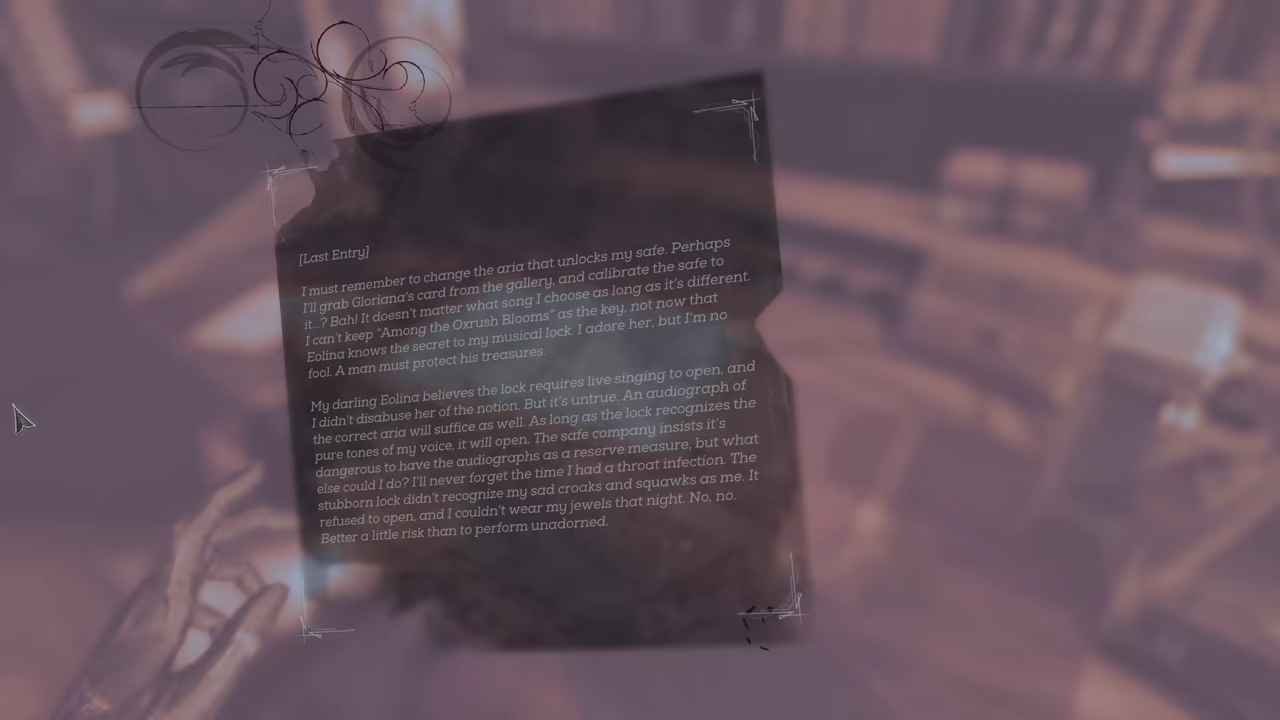 [Last Entry]
I must remember to change the aria that unlocks my safe. Perhaps
I'll grab Gloriana's card from the gallery, and calibrate the safe to
it...? Bah! It doesn't matter what song I choose as long as it's different.
I can't keep "Among the Oxrush Blooms" as the key, not now that
Eolina knows the secret to my musical lock. I adore her, but I'm no
fool. A man must protect his treasures.
My darling Eolina believes the lock requires live singing to open, and
I didn't disabuse her of the notion. But it's untrue. An audiograph of
the correct aria will suffice as well. As long as the lock recognizes the
pure tones of my voice, it will open. The safe company insists it's
dangerous to have the audiographs as a reserve measure, but what
else could I do? I'll never forget the time I had a throat infection. The
stubborn lock didn't recognize my sad croaks and squawks as me. It
refused to open, and I couldn't wear my jewels that night. No, no.
Better a little risk than to perform unadorned.